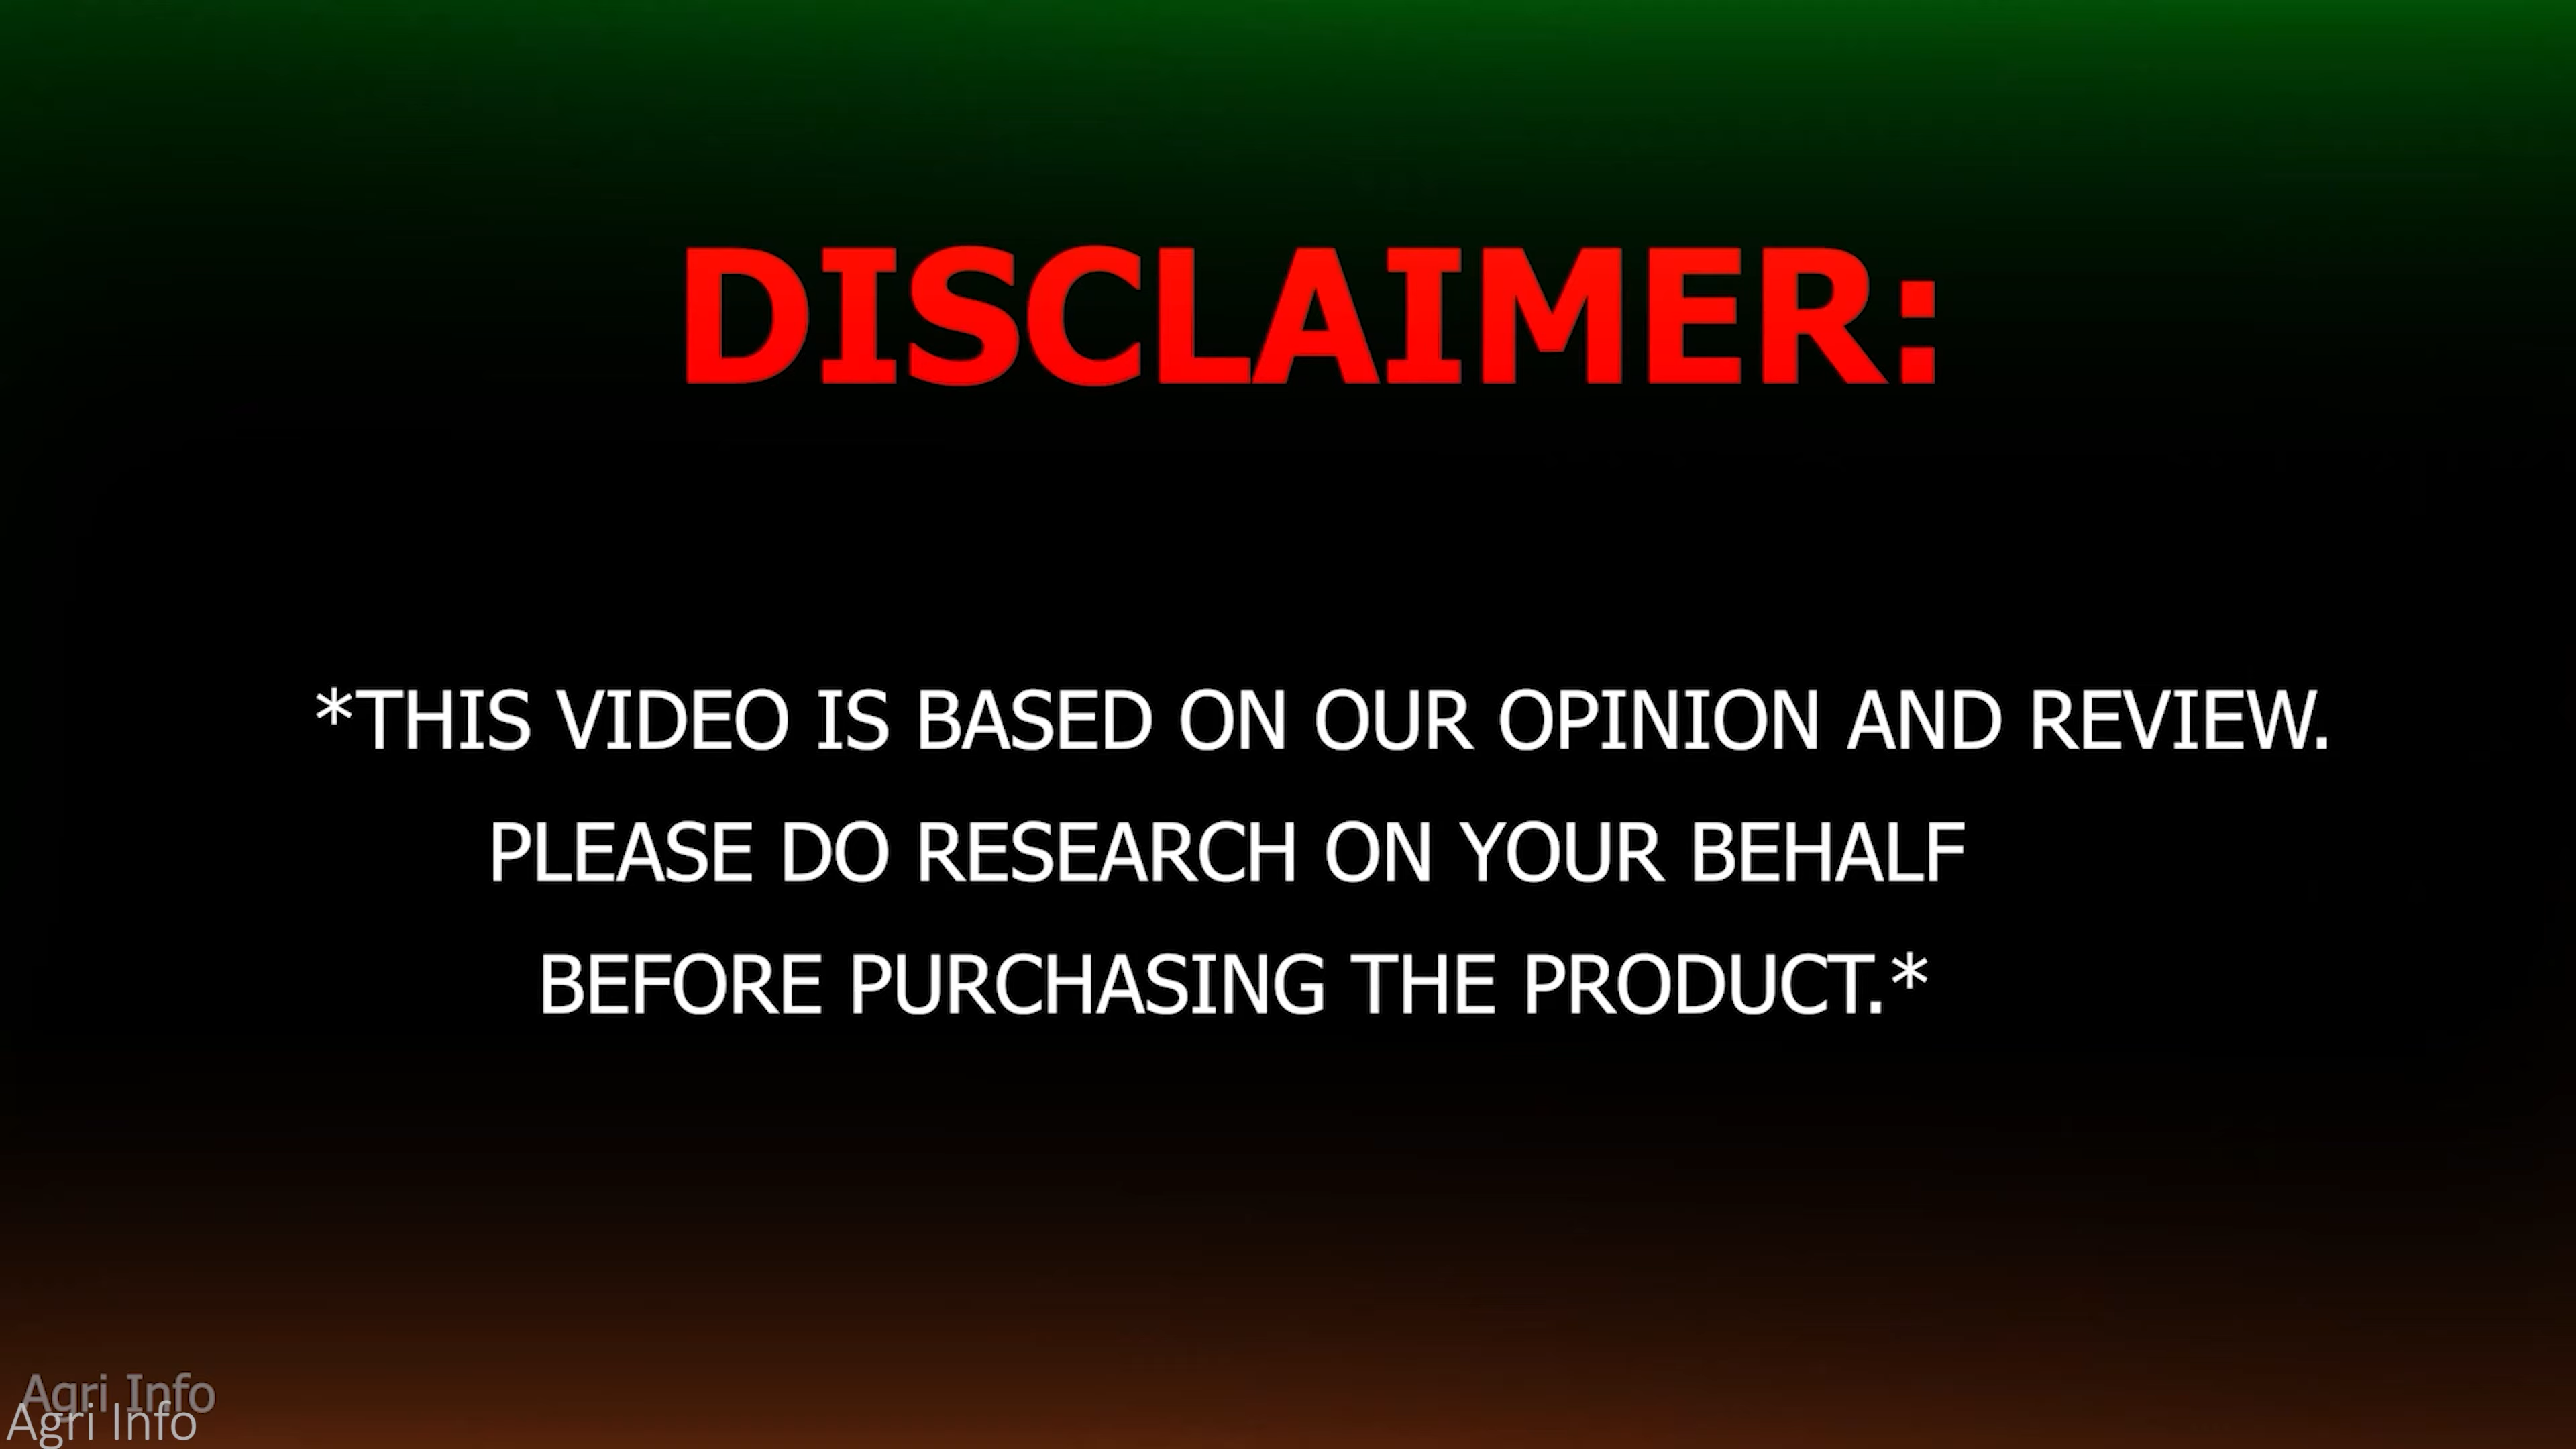 DISCLAIMER:
*THIS VIDEO IS BASED ON OUR OPINION AND REVIEW.
PLEASE DO RESEARCH ON YOUR BEHALF
BEFORE PURCHASING THE PRODUCT.*
Agri Info
Agri Info